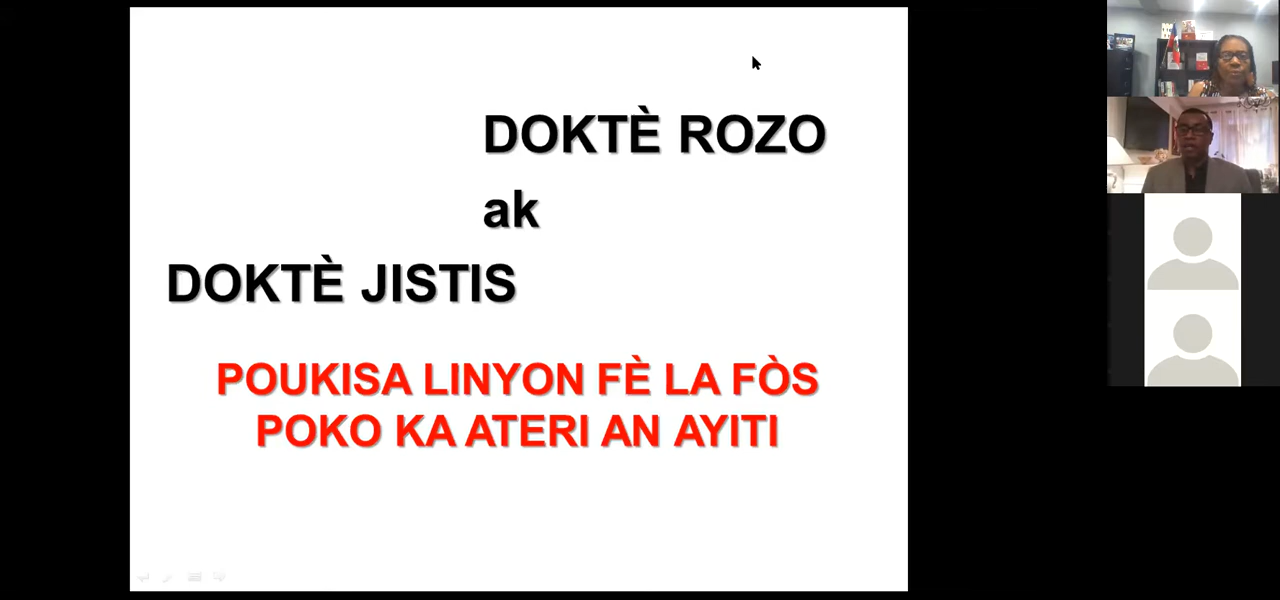 DOKTÈ ROZO
ak
DOKTÈ JISTIS
POUKISA LINYON FÈ LA FÒS
POKO KA ATERI AN AYITI